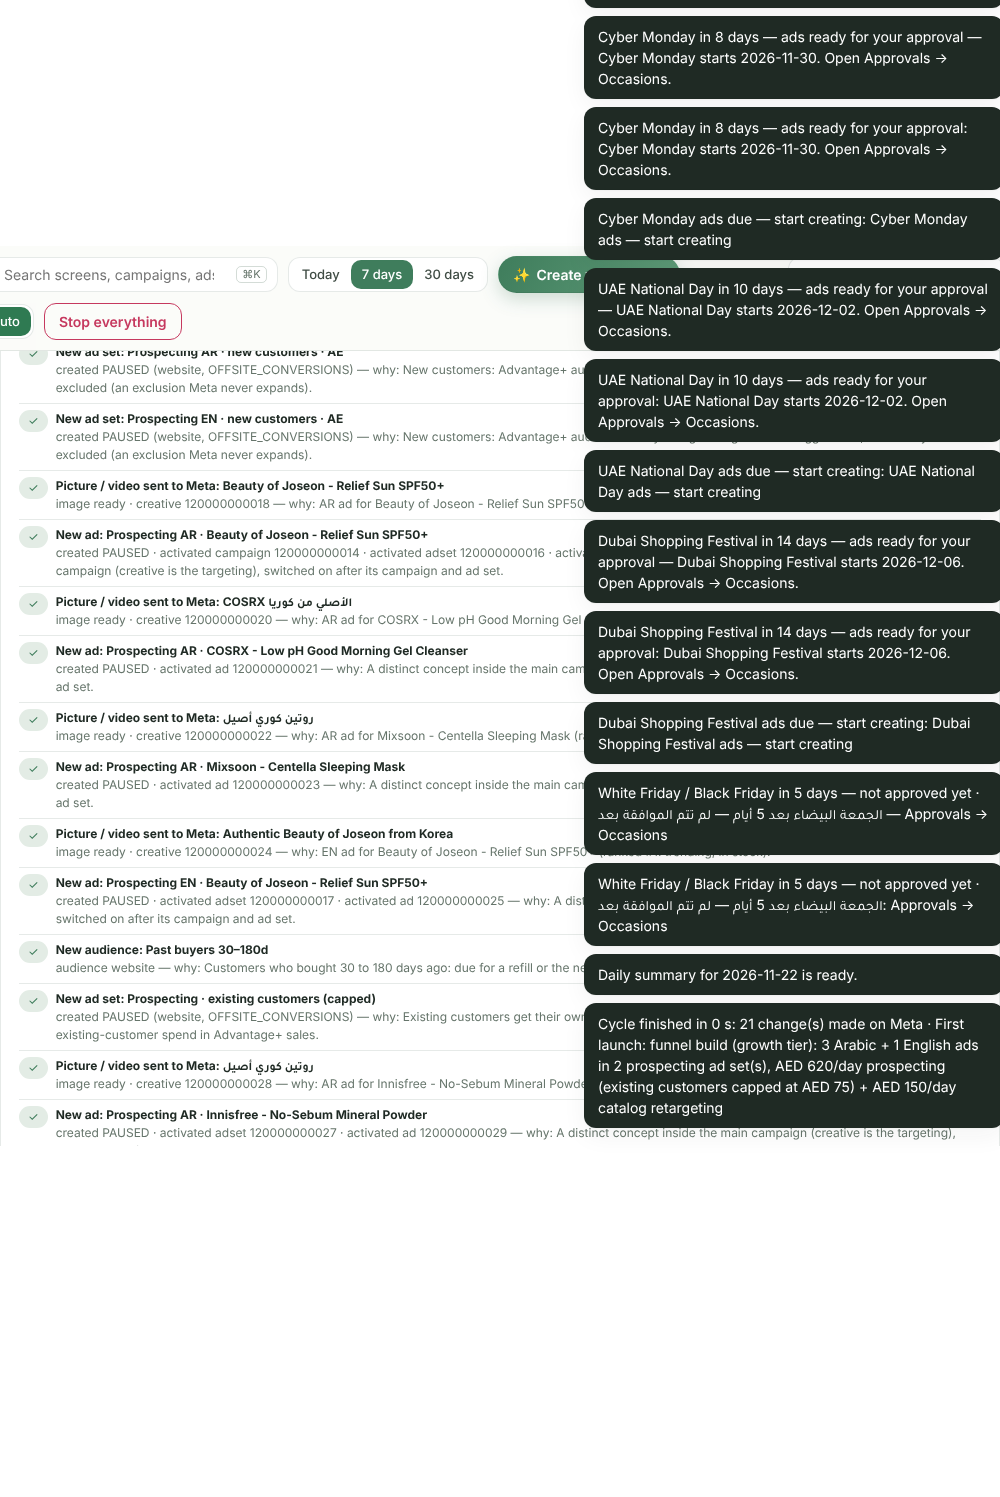 Cyber Monday in 8 days — ads ready for your approval —
Cyber Monday starts 2026-11-30. Open Approvals →
Occasions.
Cyber Monday in 8 days — ads ready for your approval:
Cyber Monday starts 2026-11-30. Open Approvals →
Occasions.
Cyber Monday ads due — start creating: Cyber Monday
ads — start creating
UAE National Day in 10 days — ads ready for your approval
— UAE National Day starts 2026-12-02. Open Approvals →
Occasions.
UAE National Day in 10 days — ads ready for your
approval: UAE National Day starts 2026-12-02. Open
Approvals → Occasions.
UAE National Day ads due — start creating: UAE National
Day ads — start creating
Dubai Shopping Festival in 14 days — ads ready for your
approval — Dubai Shopping Festival starts 2026-12-06.
Open Approvals → Occasions.
Dubai Shopping Festival in 14 days — ads ready for your
approval: Dubai Shopping Festival starts 2026-12-06.
Open Approvals → Occasions.
Dubai Shopping Festival ads due — start creating: Dubai
Shopping Festival ads — start creating
White Friday / Black Friday in 5 days — not approved yet ·
الجمعة البيضاء بعد 5 أيام — لم تتم الموافقة بعد — Approvals →
Occasions
White Friday / Black Friday in 5 days — not approved yet ·
الجمعة البيضاء بعد 5 أيام — لم تتم الموافقة بعد: Approvals →
Occasions
Daily summary for 2026-11-22 is ready.
Cycle finished in 0 s: 21 change(s) made on Meta · First
launch: funnel build (growth tier): 3 Arabic + 1 English ads
in 2 prospecting ad set(s), AED 620/day prospecting
(existing customers capped at AED 75) + AED 150/day
catalog retargeting
Search screens, campaigns, ads ⌘K Today 7 days 30 days ✨ Create
uto Stop everything
New ad set: Prospecting AR · new customers · AE
created PAUSED (website, OFFSITE_CONVERSIONS) — why: New customers: Advantage+ au
excluded (an exclusion Meta never expands).
New ad set: Prospecting EN · new customers · AE
created PAUSED (website, OFFSITE_CONVERSIONS) — why: New customers: Advantage+ au
excluded (an exclusion Meta never expands).
Picture / video sent to Meta: Beauty of Joseon - Relief Sun SPF50+
image ready · creative 120000000018 — why: AR ad for Beauty of Joseon - Relief Sun SPF50
New ad: Prospecting AR · Beauty of Joseon - Relief Sun SPF50+
created PAUSED · activated campaign 120000000014 · activated adset 120000000016 · activa
campaign (creative is the targeting), switched on after its campaign and ad set.
Picture / video sent to Meta: COSRX الأصلي من كوريا
image ready · creative 120000000020 — why: AR ad for COSRX - Low pH Good Morning Gel
New ad: Prospecting AR · COSRX - Low pH Good Morning Gel Cleanser
created PAUSED · activated ad 120000000021 — why: A distinct concept inside the main cam
ad set.
Picture / video sent to Meta: روتين كوري أصيل
image ready · creative 120000000022 — why: AR ad for Mixsoon - Centella Sleeping Mask (ra
New ad: Prospecting AR · Mixsoon - Centella Sleeping Mask
created PAUSED · activated ad 120000000023 — why: A distinct concept inside the main cam
ad set.
Picture / video sent to Meta: Authentic Beauty of Joseon from Korea
image ready · creative 120000000024 — why: EN ad for Beauty of Joseon - Relief Sun SPF50
New ad: Prospecting EN · Beauty of Joseon - Relief Sun SPF50+
created PAUSED · activated adset 120000000017 · activated ad 120000000025 — why: A dist
switched on after its campaign and ad set.
New audience: Past buyers 30–180d
audience website — why: Customers who bought 30 to 180 days ago: due for a refill or the ne
New ad set: Prospecting · existing customers (capped)
created PAUSED (website, OFFSITE_CONVERSIONS) — why: Existing customers get their own
existing-customer spend in Advantage+ sales.
Picture / video sent to Meta: روتين كوري أصيل
image ready · creative 120000000028 — why: AR ad for Innisfree - No-Sebum Mineral Powde
New ad: Prospecting AR · Innisfree - No-Sebum Mineral Powder
created PAUSED · activated adset 120000000027 · activated ad 120000000029 — why: A distinct concept inside the main campaign (creative is the targeting),